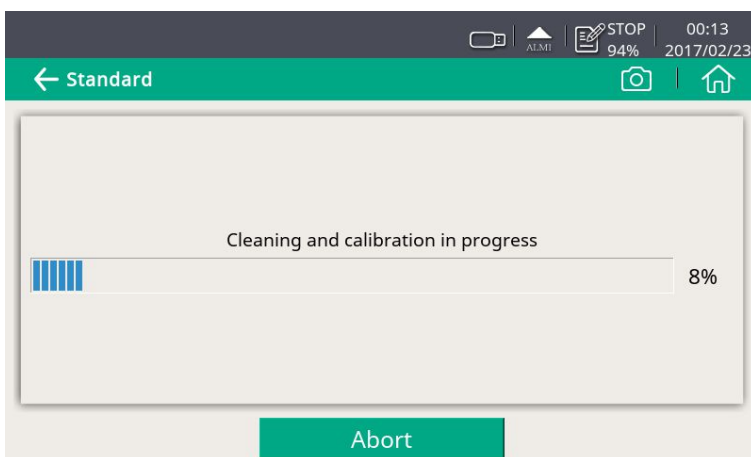 STOP 00:13
ALM1 94% 2017/02/23
Standard
Cleaning and calibration in progress
8%
Abort